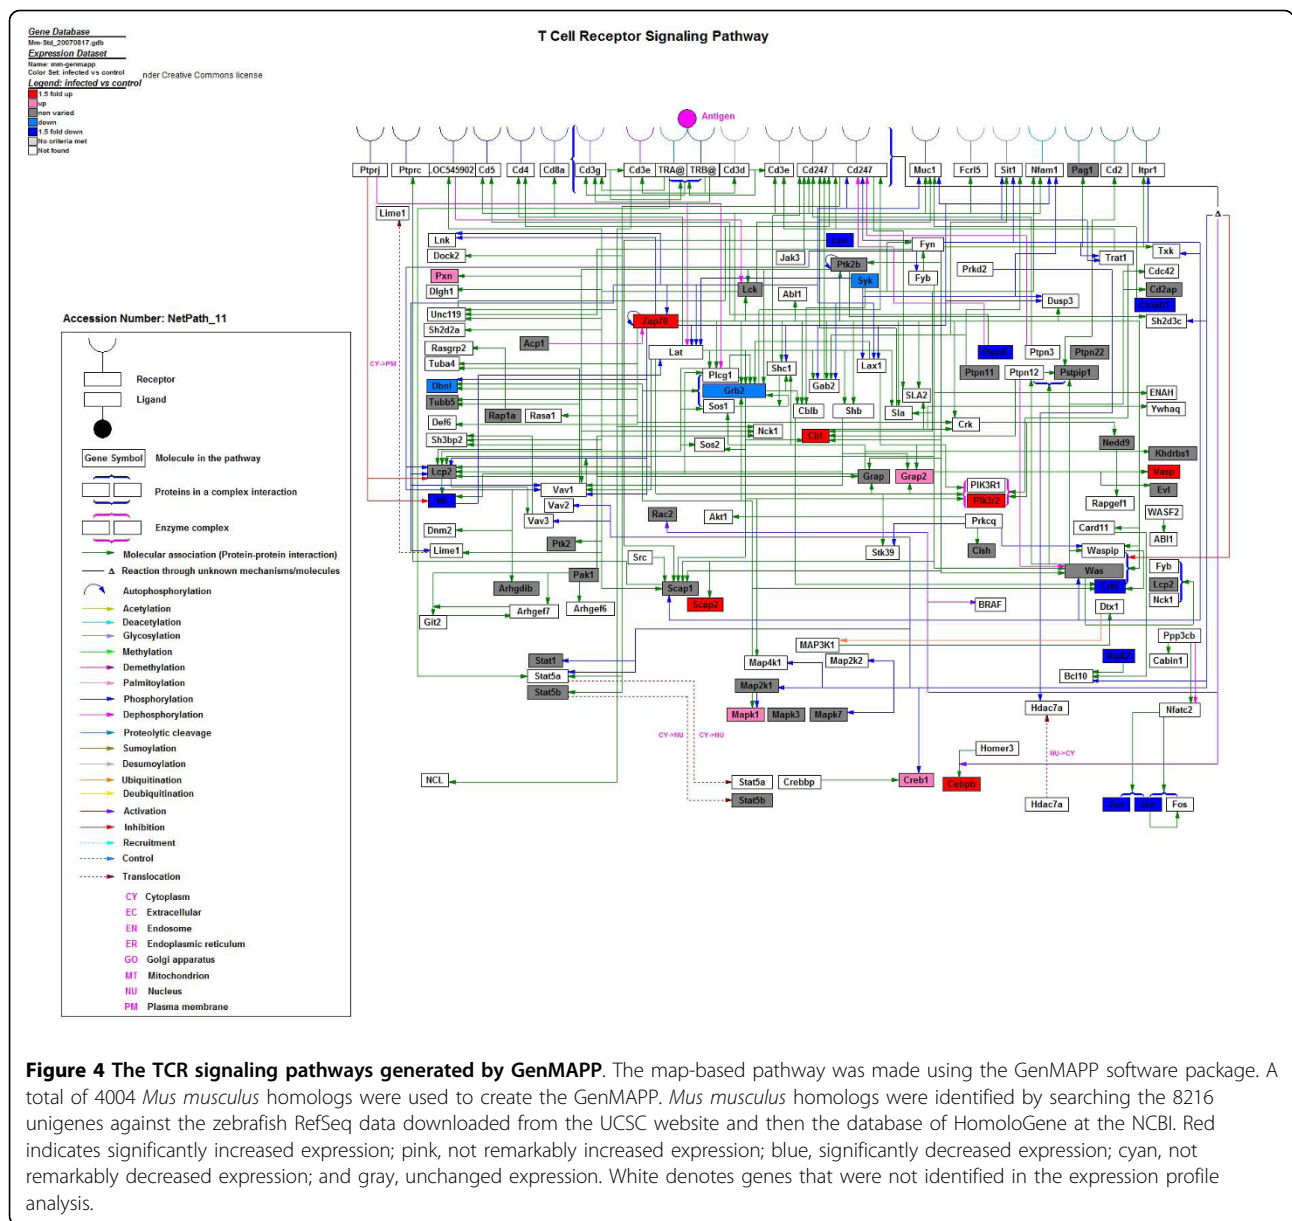 Gene Database
Mm-Std_20070817.gdb
Expression Dataset
Name: mm-genmapp
Color Set: infected vs control
nder Creative Commons license
Legend: infected vs control
1.5 fold up
up
non varied
down
1.5 fold down
No criteria met
Not found
T Cell Receptor Signaling Pathway
Antigen
Ptprj Ptprc LOC545902 Cd5 Cd4 Cd8a Cd3g Cd3e TRA@ TRB@ Cd3d Cd3e Cd247 Cd247 Muc1 Fcrl5 Sit1 Nfam1 Pag1 Cd2 Itpr1
Lime1 Δ
Lnk Fyn Txk
Dock2 Jak3 Ptk2b Trat1
Pxn Lck Syk Fyb Prkd2 Cdc42
Dlgh1 Abl1 Dusp3 Cd2ap
Unc119 Zap70 Sh2d3c
Sh2d2a Acp1
Rasgrp2 Lat Ptpn3 Ptpn22
CY->PM
Tuba4 Plcg1 Shc1 Lax1 Ptpn11 Ptpn12 Pstpip1
Dbnl Grb2 Gab2 SLA2 ENAH
Tubb5 Rap1a Rasa1 Sos1 Cblb Shb Sla Ywhaq
Def6 Nck1 Crk
Sh3bp2 Sos2 Cbl Nedd9 Khdrbs1
Lcp2 Grap Grap2 PIK3R1 Vasp
Vav1 Pik3r2 Evl
Vav2 Rac2 Akt1 Prkcq Rapgef1 WASF2
Vav3 Card11
Dnm2 Ptk2 Stk39 Cish Waspip ABI1
Lime1 Src Was Fyb
Pak1 Scap1 Lcp2
Arhgdib Scap2 Nck1
Arhgef7 Arhgef6 BRAF Dtx1
Git2 MAP3K1 Ppp3cb
Stat1 Map4k1 Map2k2 Cabin1
Stat5a Bcl10
Stat5b Map2k1
Mapk1 Mapk3 Mapk7 Hdac7a Nfatc2
CY->NU CY->NU NU->CY
Homer3
NCL Stat5a Crebbp Creb1 Cebpb
Stat5b Hdac7a Jun Jun Fos
Accession Number: NetPath_11
Receptor
Ligand
Gene Symbol Molecule in the pathway
Proteins in a complex interaction
Enzyme complex
Molecular association (Protein-protein interaction)
Δ Reaction through unknown mechanisms/molecules
Autophosphorylation
Acetylation
Deacetylation
Glycosylation
Methylation
Demethylation
Palmitoylation
Phosphorylation
Dephosphorylation
Proteolytic cleavage
Sumoylation
Desumoylation
Ubiquitination
Deubiquitination
Activation
Inhibition
Recruitment
Control
Translocation
CY Cytoplasm
EC Extracellular
EN Endosome
ER Endoplasmic reticulum
GO Golgi apparatus
MT Mitochondrion
NU Nucleus
PM Plasma membrane
Figure 4 The TCR signaling pathways generated by GenMAPP. The map-based pathway was made using the GenMAPP software package. A
total of 4004 Mus musculus homologs were used to create the GenMAPP. Mus musculus homologs were identified by searching the 8216
unigenes against the zebrafish RefSeq data downloaded from the UCSC website and then the database of HomoloGene at the NCBI. Red
indicates significantly increased expression; pink, not remarkably increased expression; blue, significantly decreased expression; cyan, not
remarkably decreased expression; and gray, unchanged expression. White denotes genes that were not identified in the expression profile
analysis.